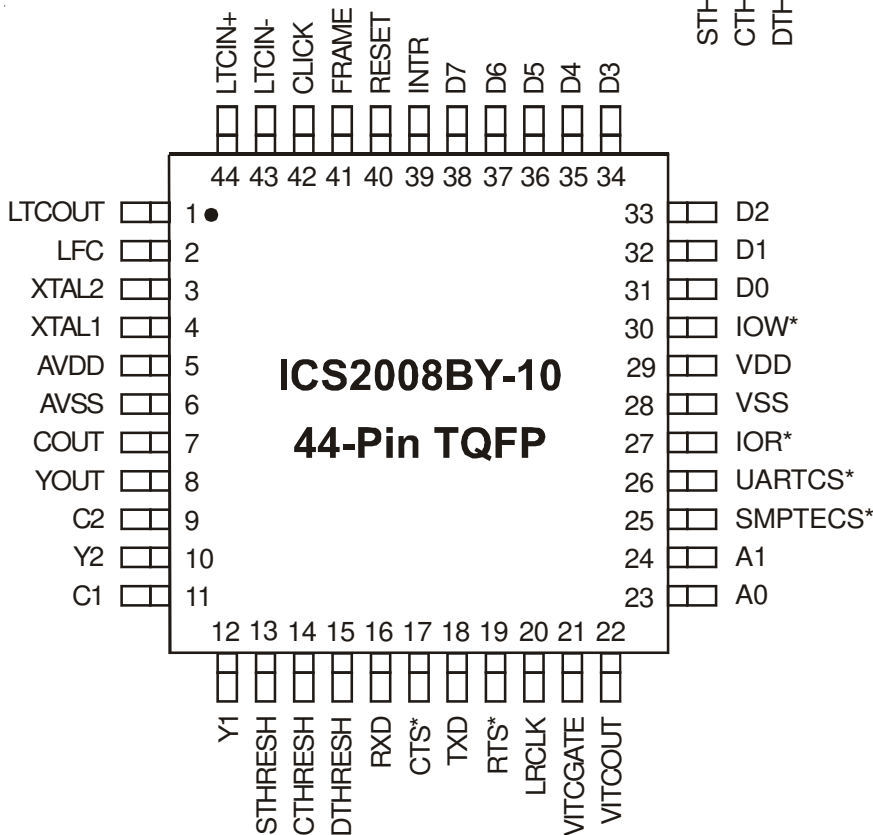 STH
CTH
DTH
LTCIN+
LTCIN-
CLICK
FRAME
RESET
INTR
D7
D6
D5
D4
D3
44 43 42 41 40 39 38 37 36 35 34
LTCOUT 1 33 D2
LFC 2 32 D1
XTAL2 3 31 D0
XTAL1 4 30 IOW*
AVDD 5 29 VDD
ICS2008BY-10
AVSS 6 28 VSS
44-Pin TQFP
COUT 7 27 IOR*
YOUT 8 26 UARTCS*
C2 9 25 SMPTECS*
Y2 10 24 A1
C1 11 23 A0
12 13 14 15 16 17 18 19 20 21 22
Y1
STHRESH
CTHRESH
DTHRESH
RXD
CTS*
TXD
RTS*
LRCLK
VITCGATE
VITCOUT